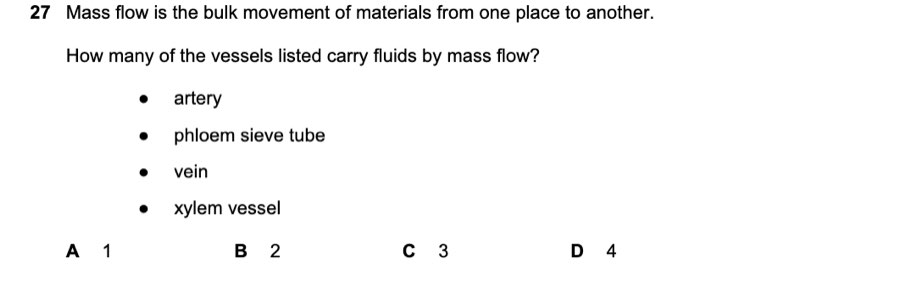 27 Mass flow is the bulk movement of materials from one place to another.
How many of the vessels listed carry fluids by mass flow?
• artery
• phloem sieve tube
• vein
• xylem vessel
A 1 B 2 C 3 D 4